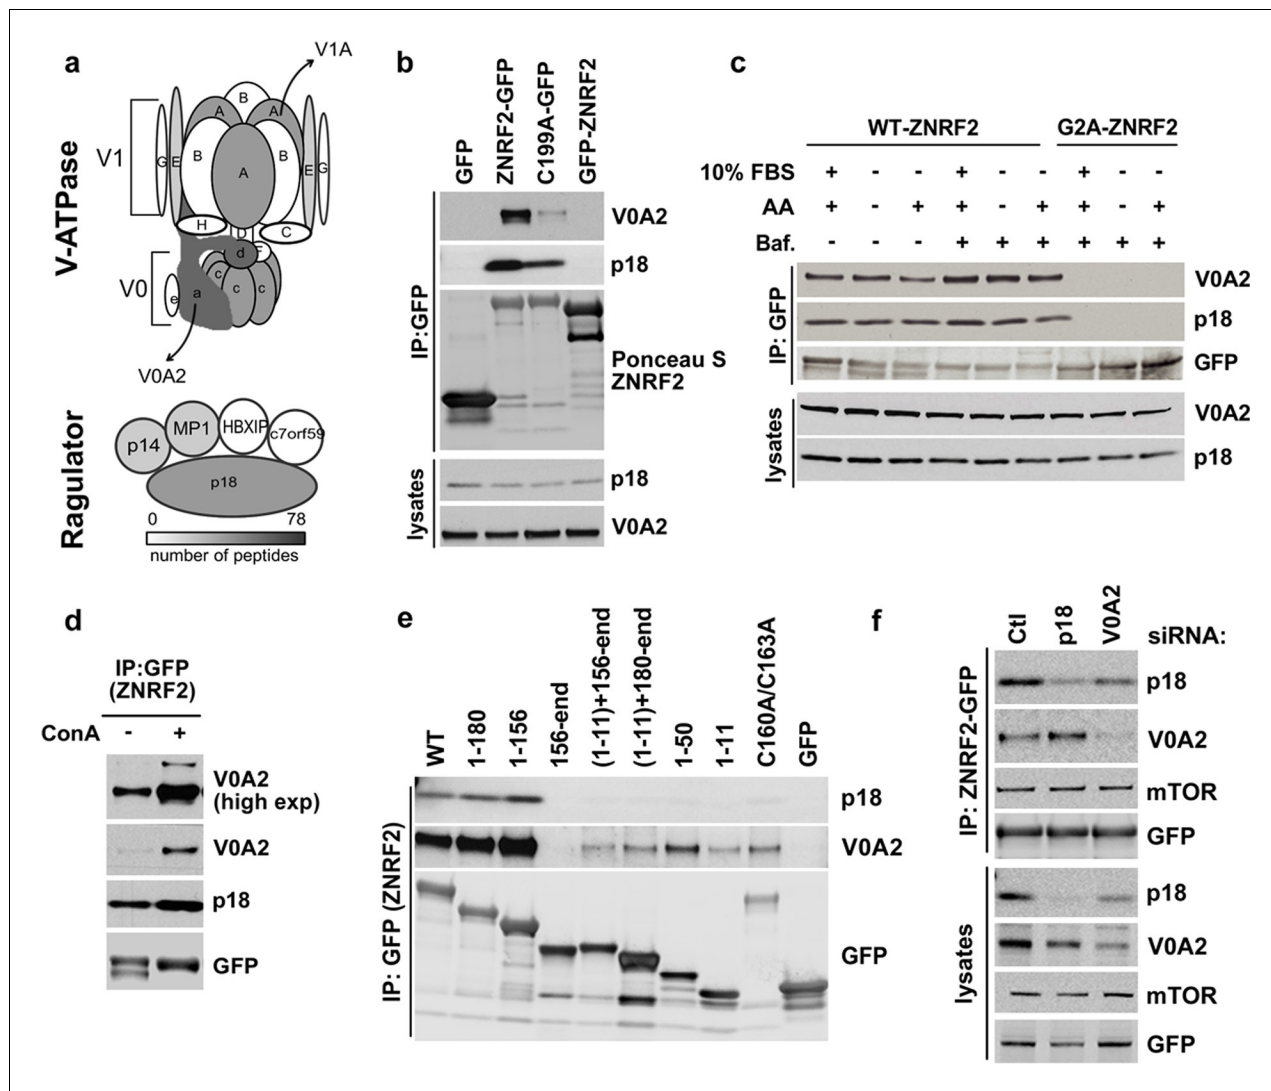 a
V-ATPase
V1A
B
A
A
V1
G
E
B
B
E
G
A
H
D
C
d
F
V0
c
c
c
e
a
V0A2
Ragulator
p14
MP1
HBXIP
c7orf59
p18
0 78
number of peptides
b
GFP
ZNRF2-GFP
C199A-GFP
GFP-ZNRF2
IP:GFP
V0A2
p18
Ponceau S
ZNRF2
lysates
p18
V0A2
c
WT-ZNRF2 G2A-ZNRF2
10% FBS + - - + - - + - -
AA + - + + - + + - +
Baf. - - - + + + + + +
IP: GFP
V0A2
p18
GFP
lysates
V0A2
p18
d
IP:GFP
(ZNRF2)
ConA - +
V0A2
(high exp)
V0A2
p18
GFP
e
WT
1-180
1-156
156-end
(1-11)+156-end
(1-11)+180-end
1-50
1-11
C160A/C163A
GFP
IP: GFP (ZNRF2)
p18
V0A2
GFP
f
Ctl
p18
V0A2
siRNA:
IP: ZNRF2-GFP
p18
V0A2
mTOR
GFP
lysates
p18
V0A2
mTOR
GFP